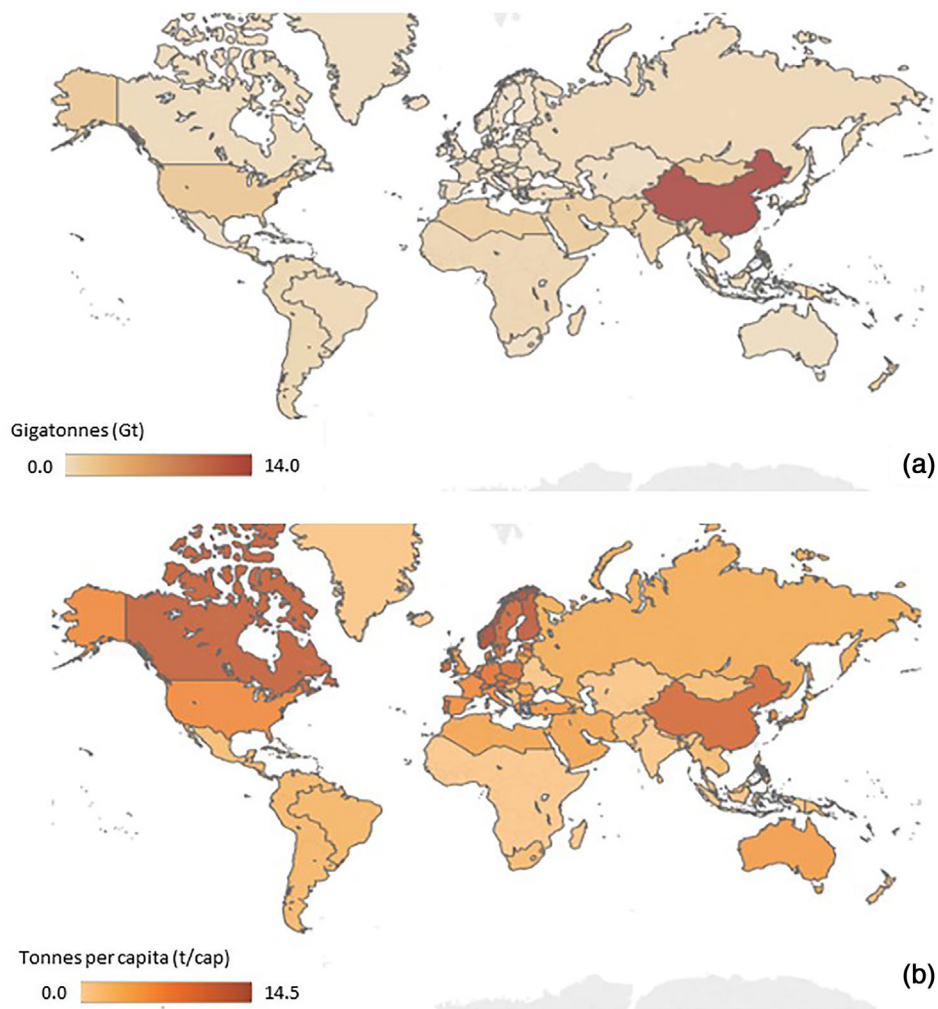 Gigatonnes (Gt)
0.0 14.0
(a)
Tonnes per capita (t/cap)
0.0 14.5
(b)